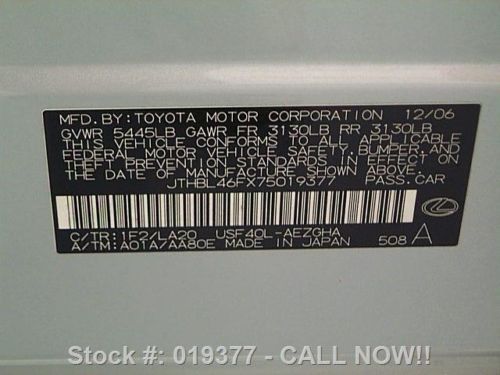 MFD. BY: TOYOTA MOTOR CORPORATION 12/06
GVWR 5445LB GAWR FR 3130LB RR 3130LB
THIS VEHICLE CONFORMS TO ALL APPLICABLE
FEDERAL MOTOR VEHICLE SAFETY, BUMPER, AND
THEFT PREVENTION STANDARDS IN EFFECT ON
THE DATE OF MANUFACTURE SHOWN ABOVE.
JTHBL46FX75019377 PASS.CAR
C/TR: 1F2/LA20 USF40L-AEZGHA
A/TM: A01A/AA80E MADE IN JAPAN 508 A
Stock #: 019377 - CALL NOW!!